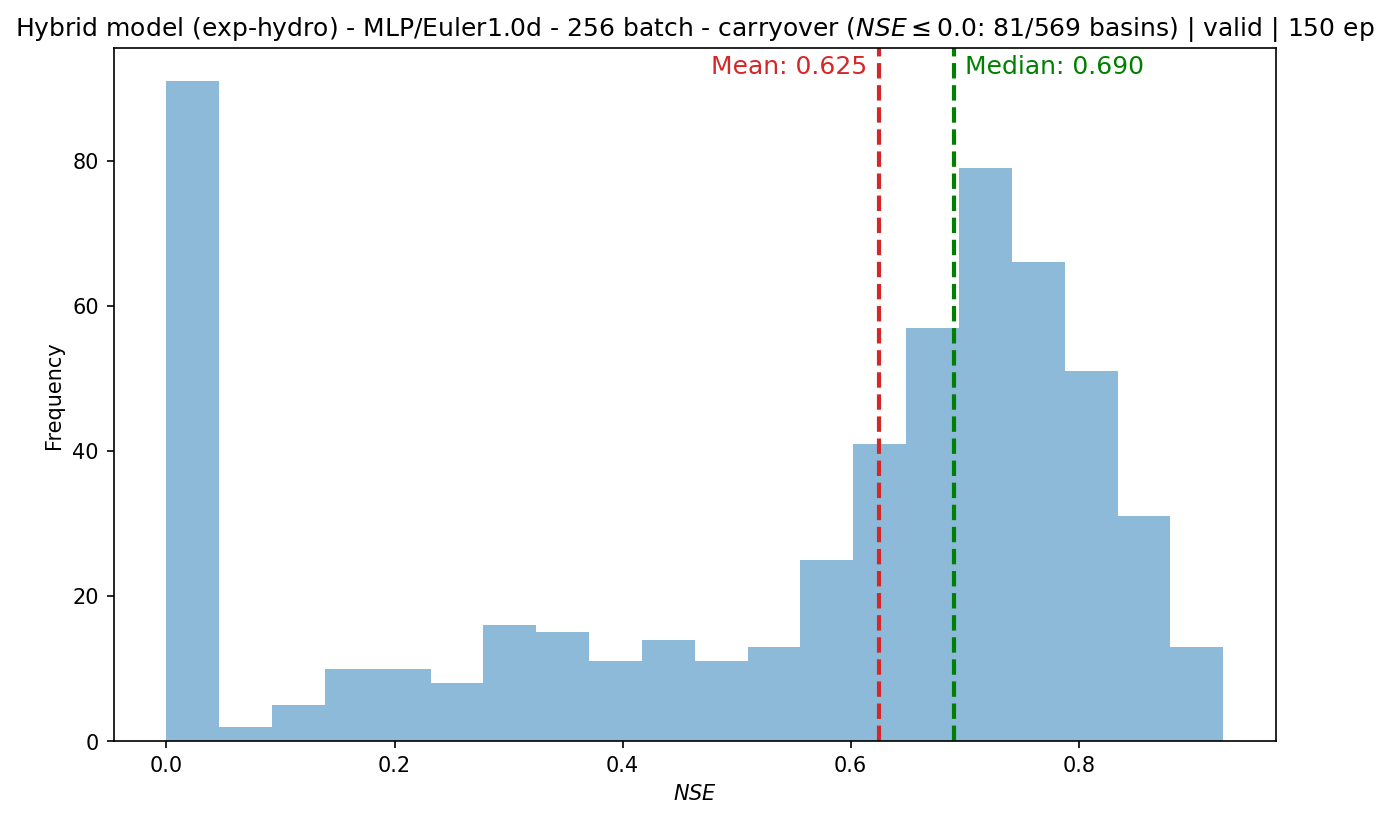 Hybrid model (exp-hydro) - MLP/Euler1.0d - 256 batch - carryover (NSE ≤ 0.0: 81/569 basins) | valid | 150 ep
Mean: 0.625
Median: 0.690
80
60
40
20
0
Frequency
0.0
0.2
0.4
0.6
0.8
NSE